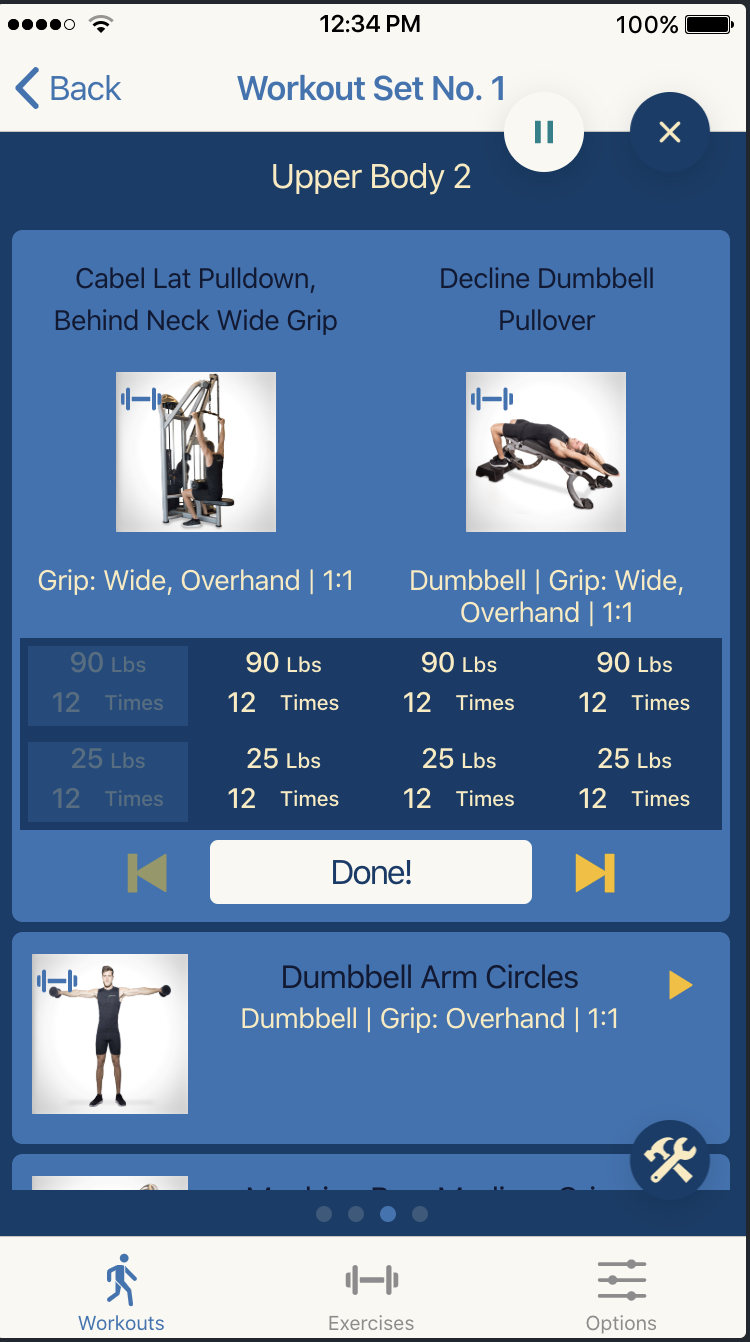 12:34 PM
100%
Back
Workout Set No. 1
Upper Body 2
Cabel Lat Pulldown,
Behind Neck Wide Grip
Decline Dumbbell
Pullover
Grip: Wide, Overhand | 1:1
Dumbbell | Grip: Wide,
Overhand | 1:1
90 Lbs 90 Lbs 90 Lbs 90 Lbs
12 Times 12 Times 12 Times 12 Times
25 Lbs 25 Lbs 25 Lbs 25 Lbs
12 Times 12 Times 12 Times 12 Times
Done!
Dumbbell Arm Circles
Dumbbell | Grip: Overhand | 1:1
Workouts
Exercises
Options